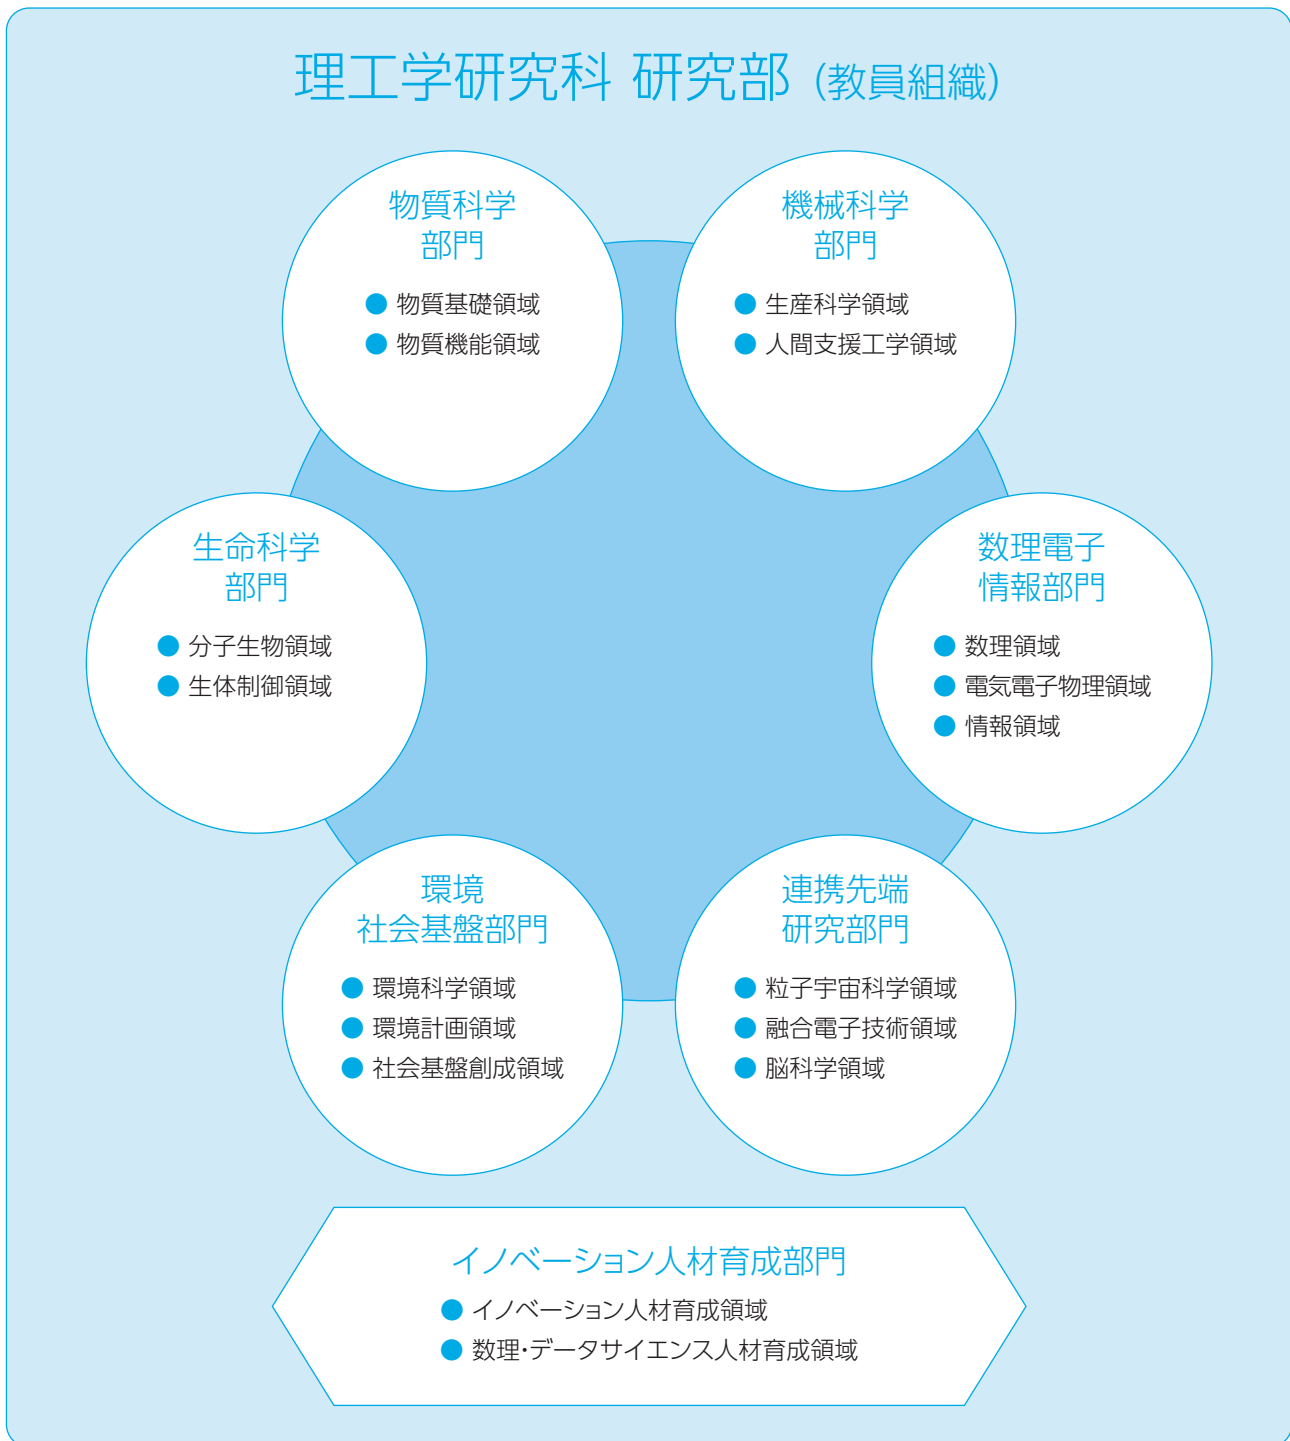 理工学研究科 研究部（教員組織）
物質科学
部門
● 物質基礎領域
● 物質機能領域
機械科学
部門
● 生産科学領域
● 人間支援工学領域
生命科学
部門
● 分子生物領域
● 生体制御領域
数理電子
情報部門
● 数理領域
● 電気電子物理領域
● 情報領域
環境
社会基盤部門
● 環境科学領域
● 環境計画領域
● 社会基盤創成領域
連携先端
研究部門
● 粒子宇宙科学領域
● 融合電子技術領域
● 脳科学領域
イノベーション人材育成部門
● イノベーション人材育成領域
● 数理・データサイエンス人材育成領域